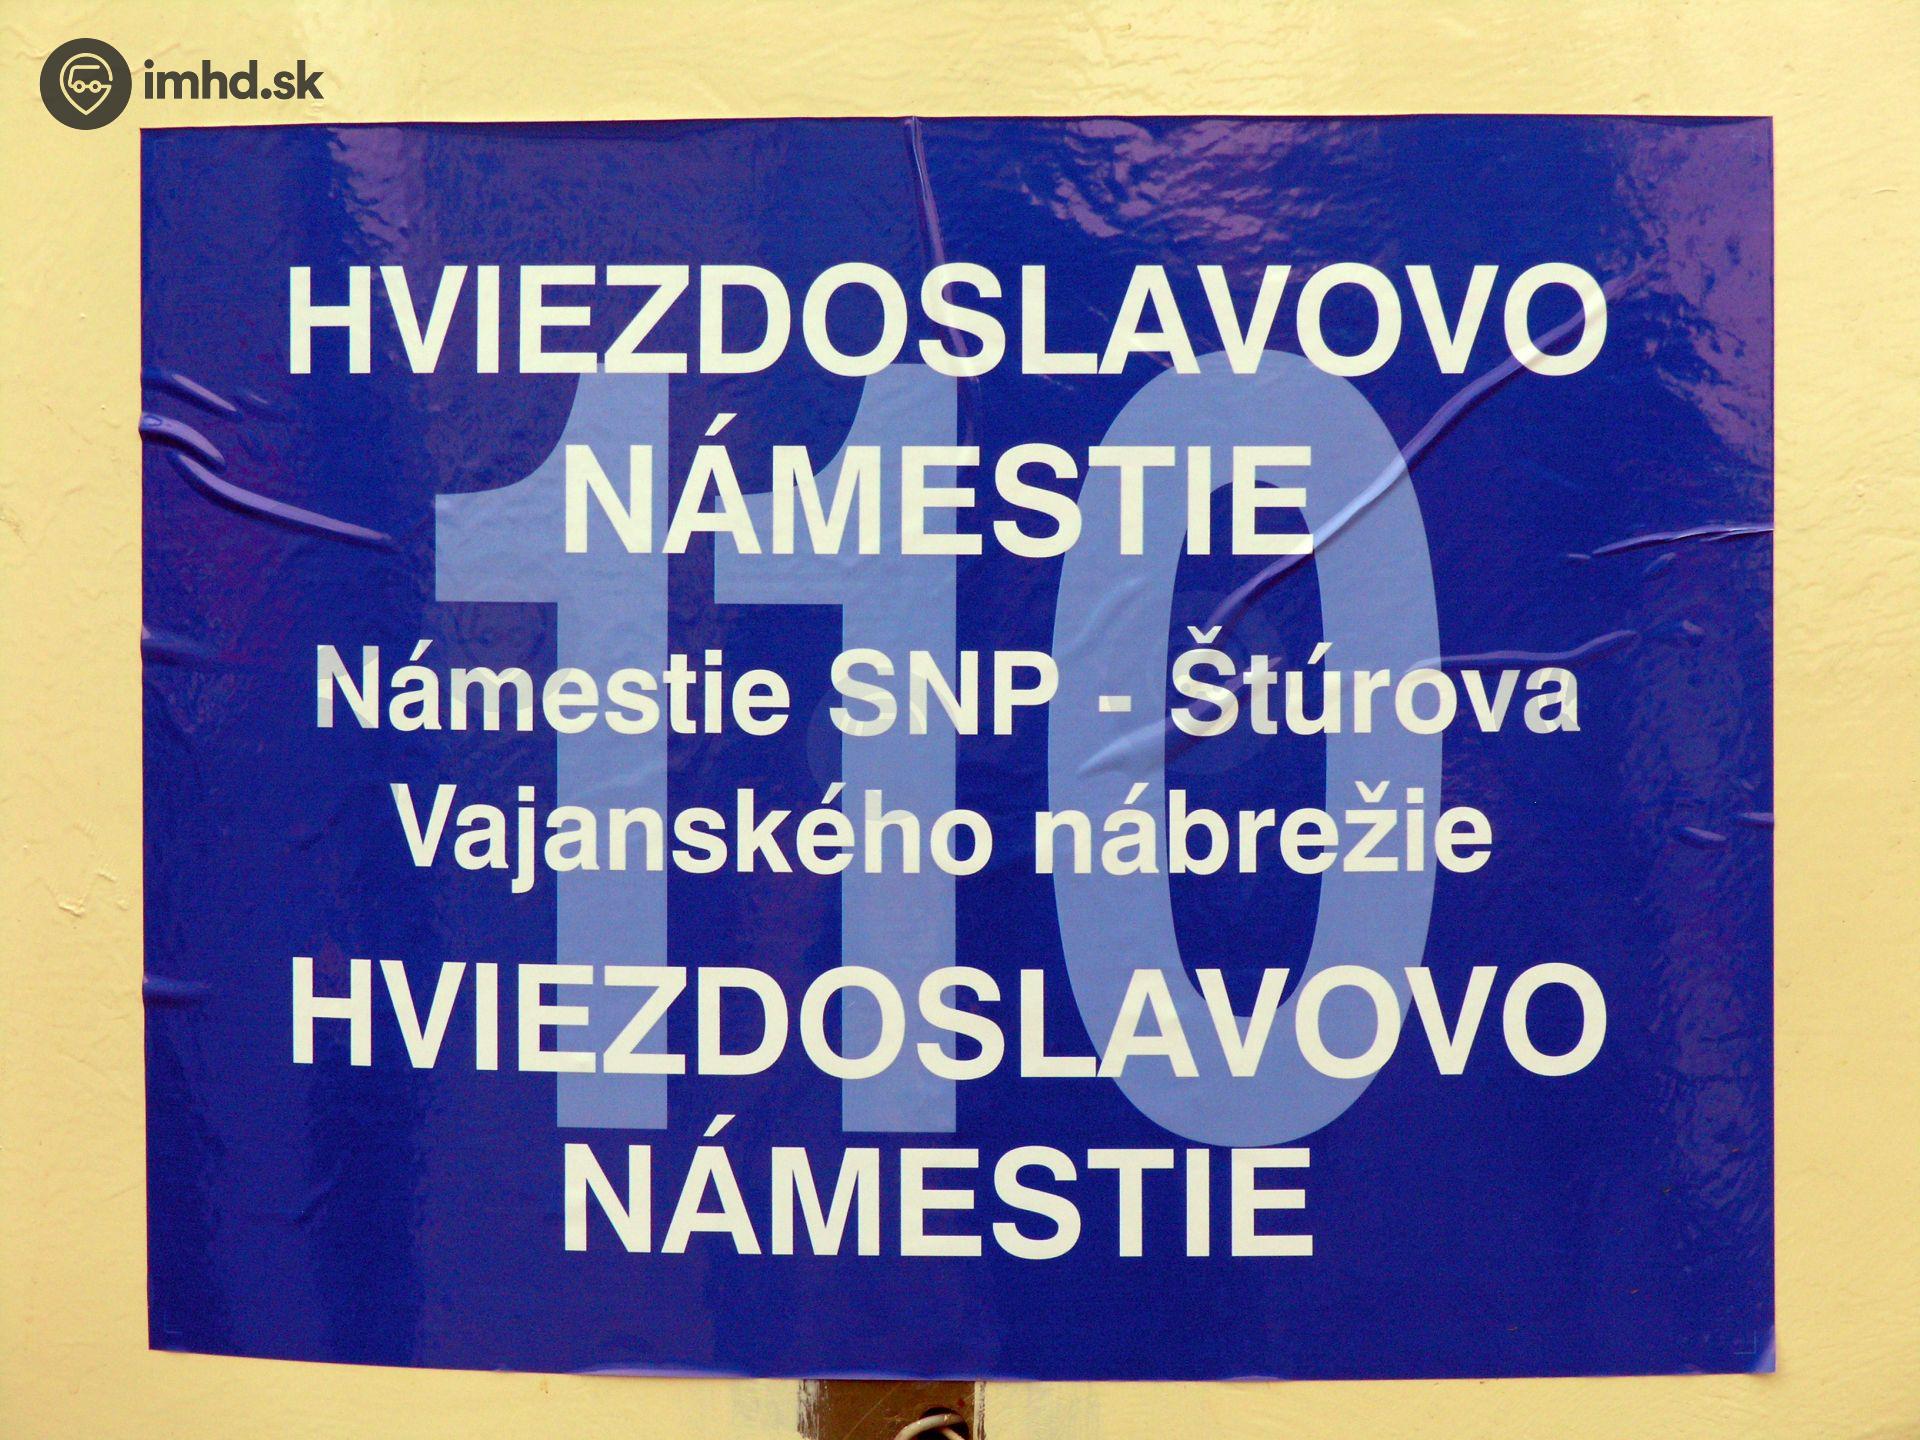 imhd.sk
HVIEZDOSLAVOVO
NÁMESTIE
110
Námestie SNP - Štúrova
Vajanského nábrežie
HVIEZDOSLAVOVO
NÁMESTIE